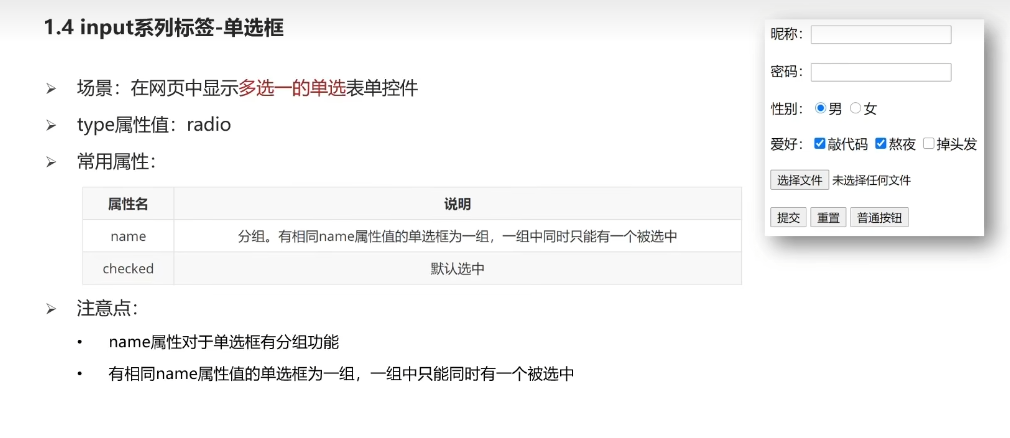 1.4 input系列标签-单选框
场景：在网页中显示多选一的单选表单控件
type属性值：radio
常用属性：
属性名 说明
name 分组。有相同name属性值的单选框为一组，一组中同时只能有一个被选中
checked 默认选中
注意点：
name属性对于单选框有分组功能
有相同name属性值的单选框为一组，一组中只能同时有一个被选中
昵称：
密码：
性别： 男 女
爱好： 敲代码 熬夜 掉头发
选择文件 未选择任何文件
提交 重置 普通按钮